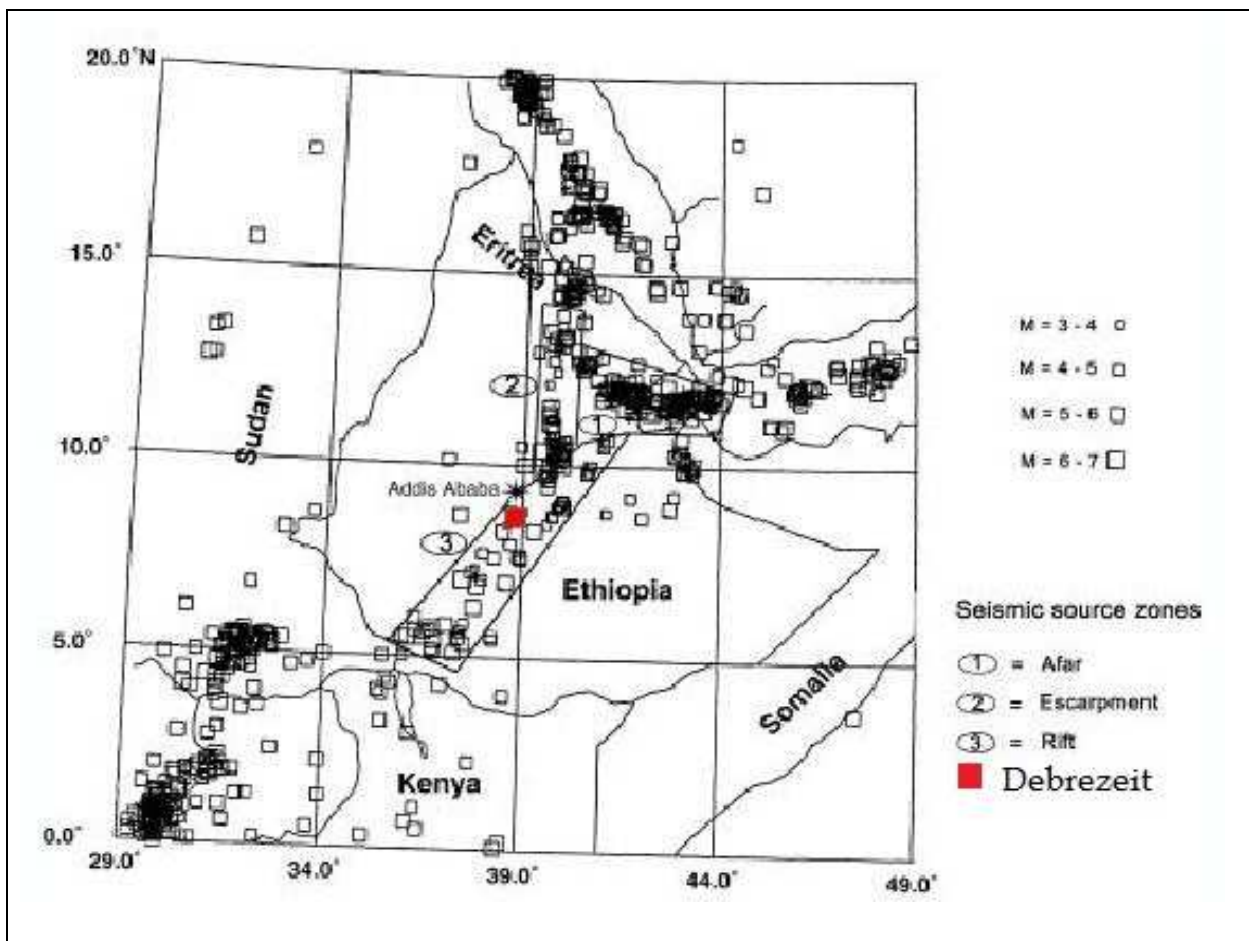 20.0°N
15.0°
10.0°
5.0°
0.0°
29.0°
34.0°
39.0°
44.0°
49.0°
Eritrea
Sudan
2
1
Addis Ababa
3
Ethiopia
Somalie
Kenya
M = 3 - 4
M = 4 - 5
M = 5 - 6
M = 6 - 7
Seismic source zones
1 = Afar
2 = Escarpment
3 = Rift
Debrezeit